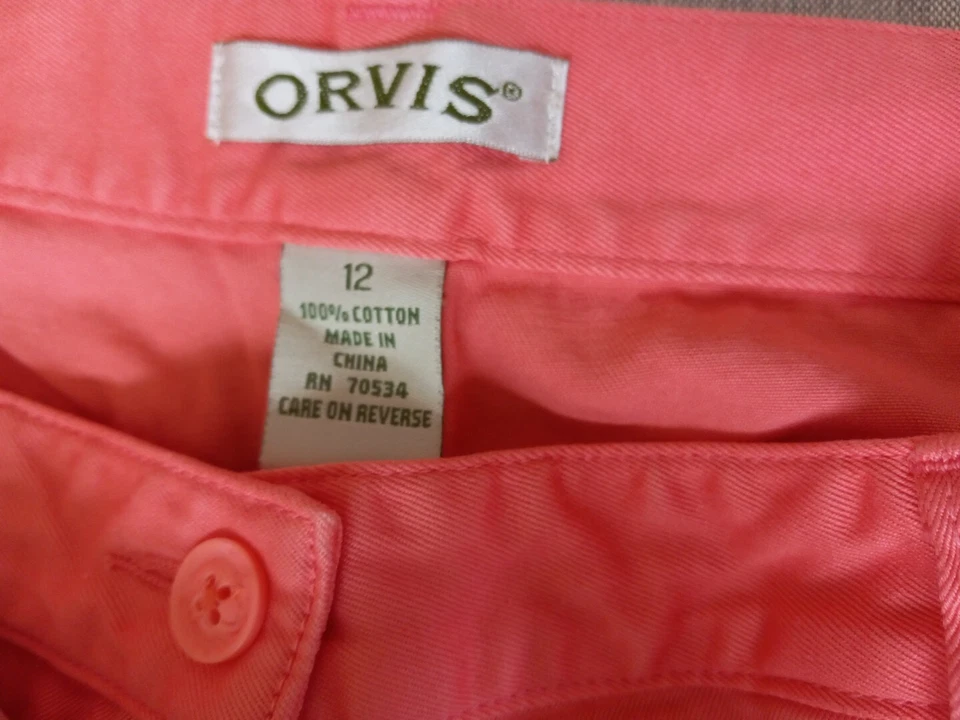 ORVIS®
12
100% COTTON
MADE IN
CHINA
RN 70534
CARE ON REVERSE